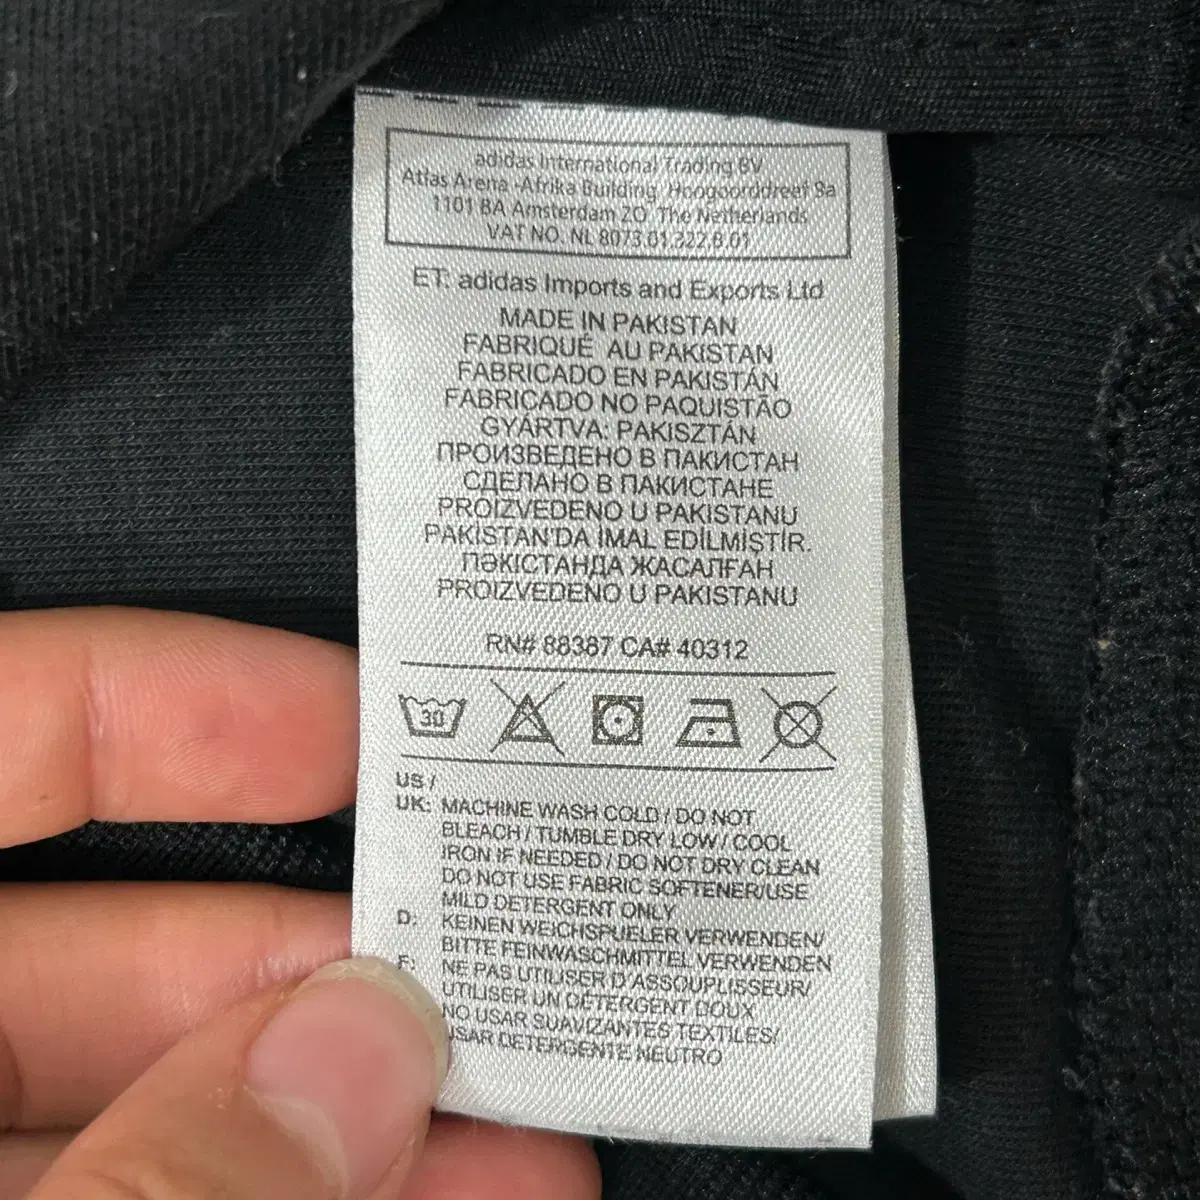 adidas International Trading BV
Atlas Arena -Afrika Building, Hoogoorddreef 9a
1101 BA Amsterdam ZO, The Netherlands
VAT NO. NL 8073.01.322.B.01
ET: adidas Imports and Exports Ltd
MADE IN PAKISTAN
FABRIQUÉ AU PAKISTAN
FABRICADO EN PAKISTÁN
FABRICADO NO PAQUISTÃO
GYÁRTVA: PAKISZTÁN
ПРОИЗВЕДЕНО В ПАКИСТАН
СДЕЛАНО В ПАКИСТАНЕ
PROIZVEDENO U PAKISTANU
PAKİSTAN'DA İMAL EDİLMİŞTİR.
ПӘКІСТАНДА ЖАСАЛҒАН
PROIZVEDENO U PAKISTANU
RN# 88387 CA# 40312
30
US /
UK: MACHINE WASH COLD / DO NOT
BLEACH / TUMBLE DRY LOW / COOL
IRON IF NEEDED / DO NOT DRY CLEAN
DO NOT USE FABRIC SOFTENER/USE
MILD DETERGENT ONLY
D: KEINEN WEICHSPUELER VERWENDEN/
BITTE FEINWASCHMITTEL VERWENDEN
F: NE PAS UTILISER D'ASSOUPLISSEUR/
UTILISER UN DÉTERGENT DOUX
NO USAR SUAVIZANTES TEXTILES/
USAR DETERGENTE NEUTRO